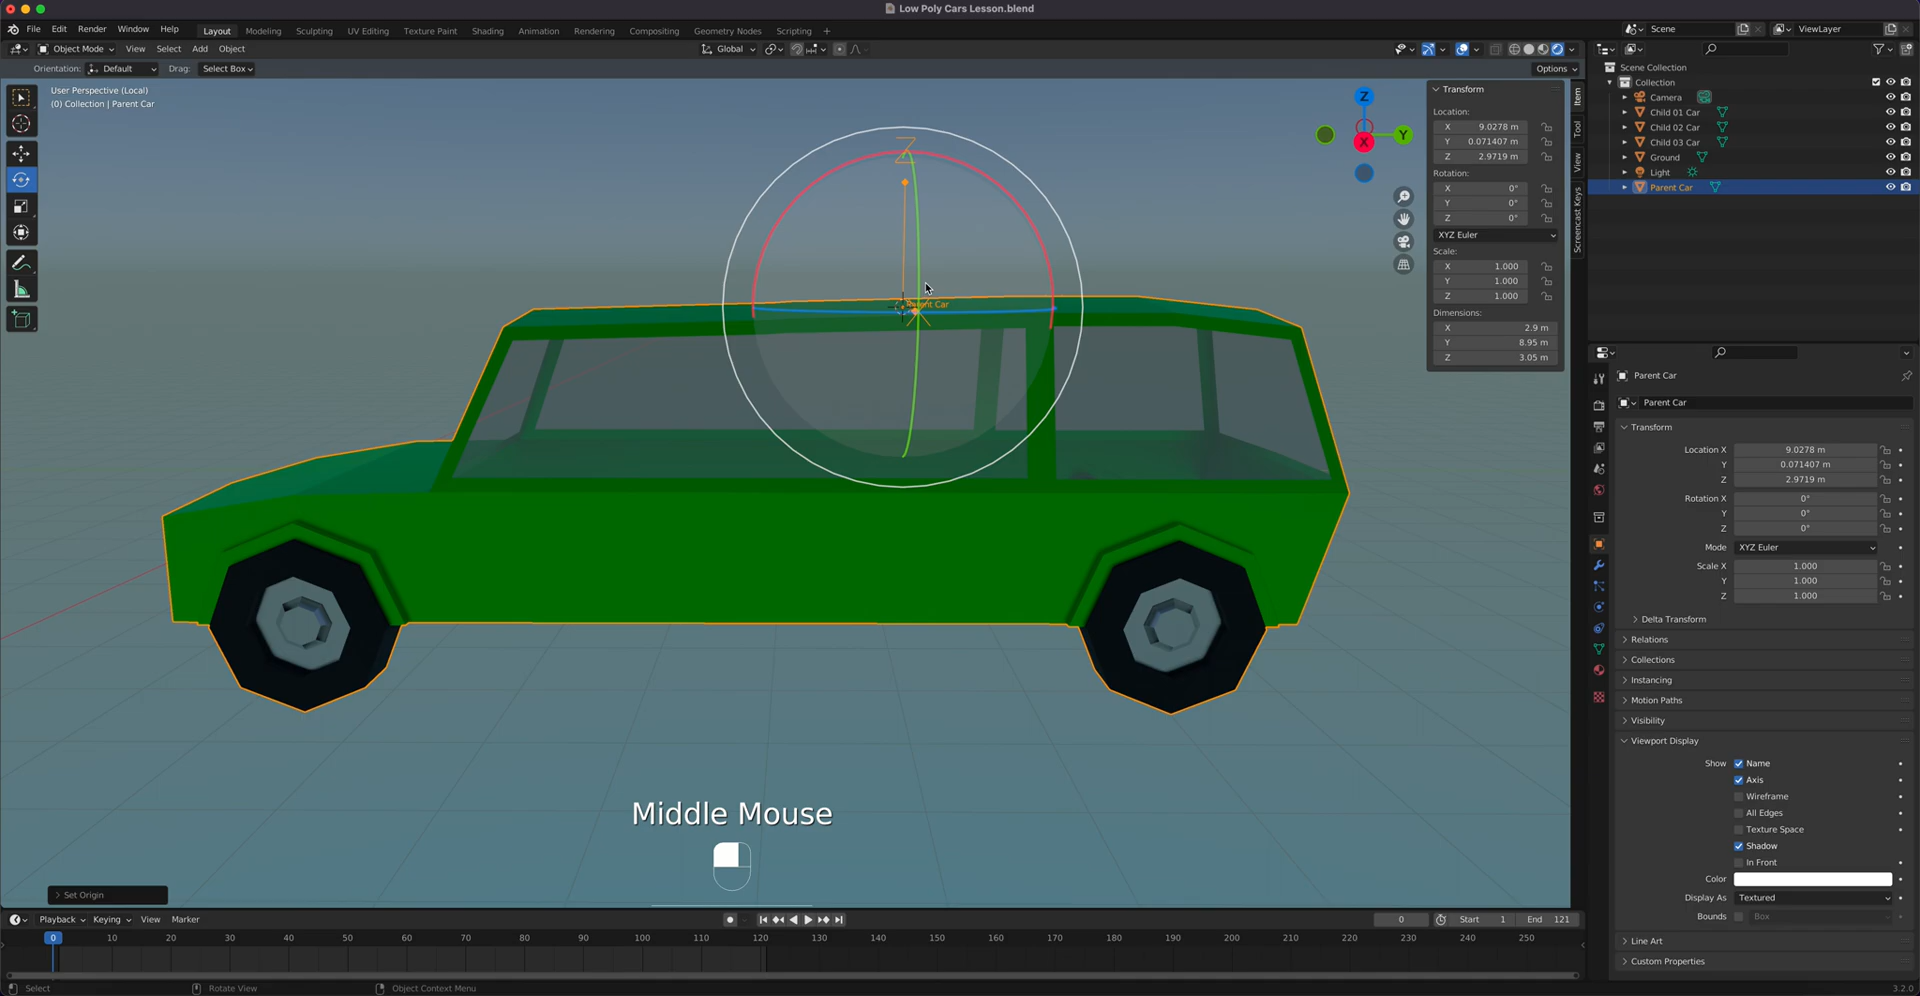 Low Poly Cars Lesson.blend
File Edit Render Window Help Layout Modeling Sculpting UV Editing Texture Paint Shading Animation Rendering Compositing Geometry Nodes Scripting + Scene ViewLayer
Object Mode View Select Add Object Global
Orientation: Default Drag: Select Box Options
User Perspective (Local)
(0) Collection | Parent Car
Z
Y
X
Z
Parent Car
Transform
Location:
X 9.0278 m
Y 0.071407 m
Z 2.9719 m
Rotation:
X 0°
Y 0°
Z 0°
XYZ Euler
Scale:
X 1.000
Y 1.000
Z 1.000
Dimensions:
X 2.9 m
Y 8.95 m
Z 3.05 m
Item
Tool
View
Screencast Keys
Scene Collection
Collection
Camera
Child 01 Car
Child 02 Car
Child 03 Car
Ground
Light
Parent Car
Parent Car
Parent Car
Transform
Location X 9.0278 m
Y 0.071407 m
Z 2.9719 m
Rotation X 0°
Y 0°
Z 0°
Mode XYZ Euler
Scale X 1.000
Y 1.000
Z 1.000
Delta Transform
Relations
Collections
Instancing
Motion Paths
Visibility
Viewport Display
Show Name
Axis
Wireframe
All Edges
Texture Space
Shadow
In Front
Color
Display As Textured
Bounds Box
Line Art
Custom Properties
Middle Mouse
Set Origin
Playback Keying View Marker 0 Start 1 End 121
0 10 20 30 40 50 60 70 80 90 100 110 120 130 140 150 160 170 180 190 200 210 220 230 240 250
Select Rotate View Object Context Menu 3.2.0